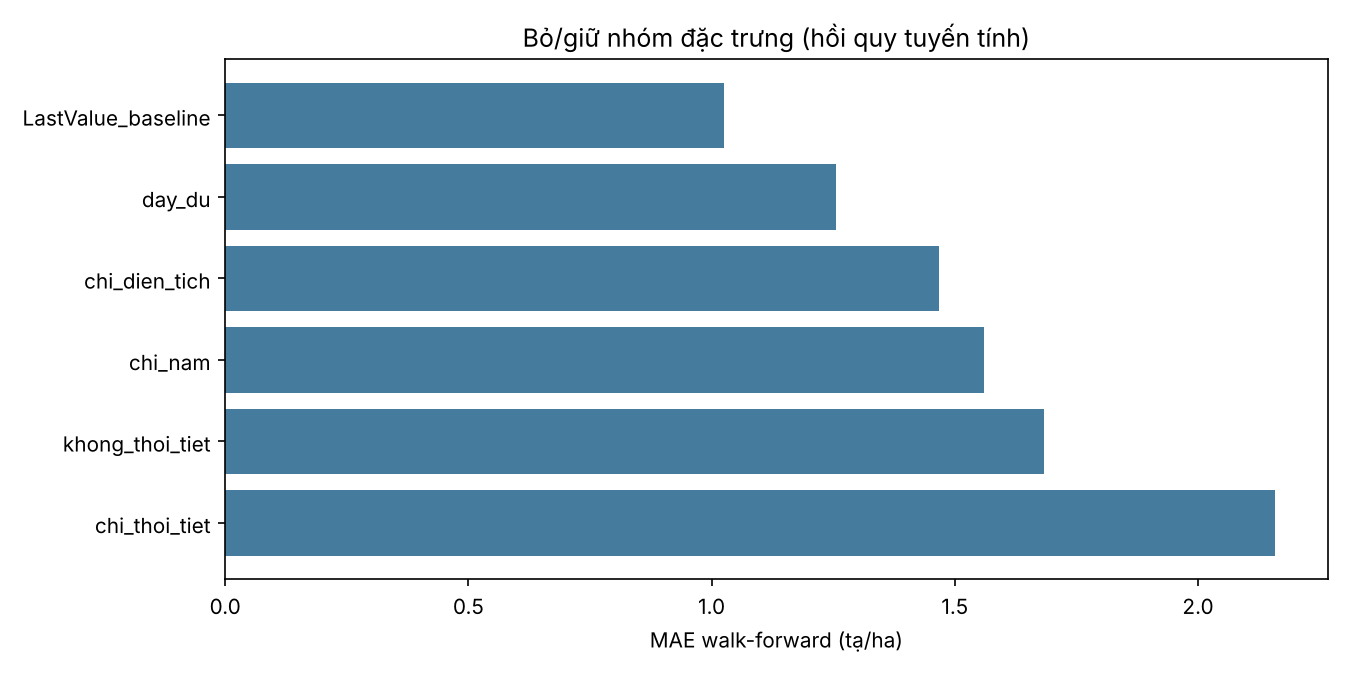 Bỏ/giữ nhóm đặc trưng (hồi quy tuyến tính)
LastValue_baseline
day_du
chi_dien_tich
chi_nam
khong_thoi_tiet
chi_thoi_tiet
0.0 0.5 1.0 1.5 2.0
MAE walk-forward (tạ/ha)